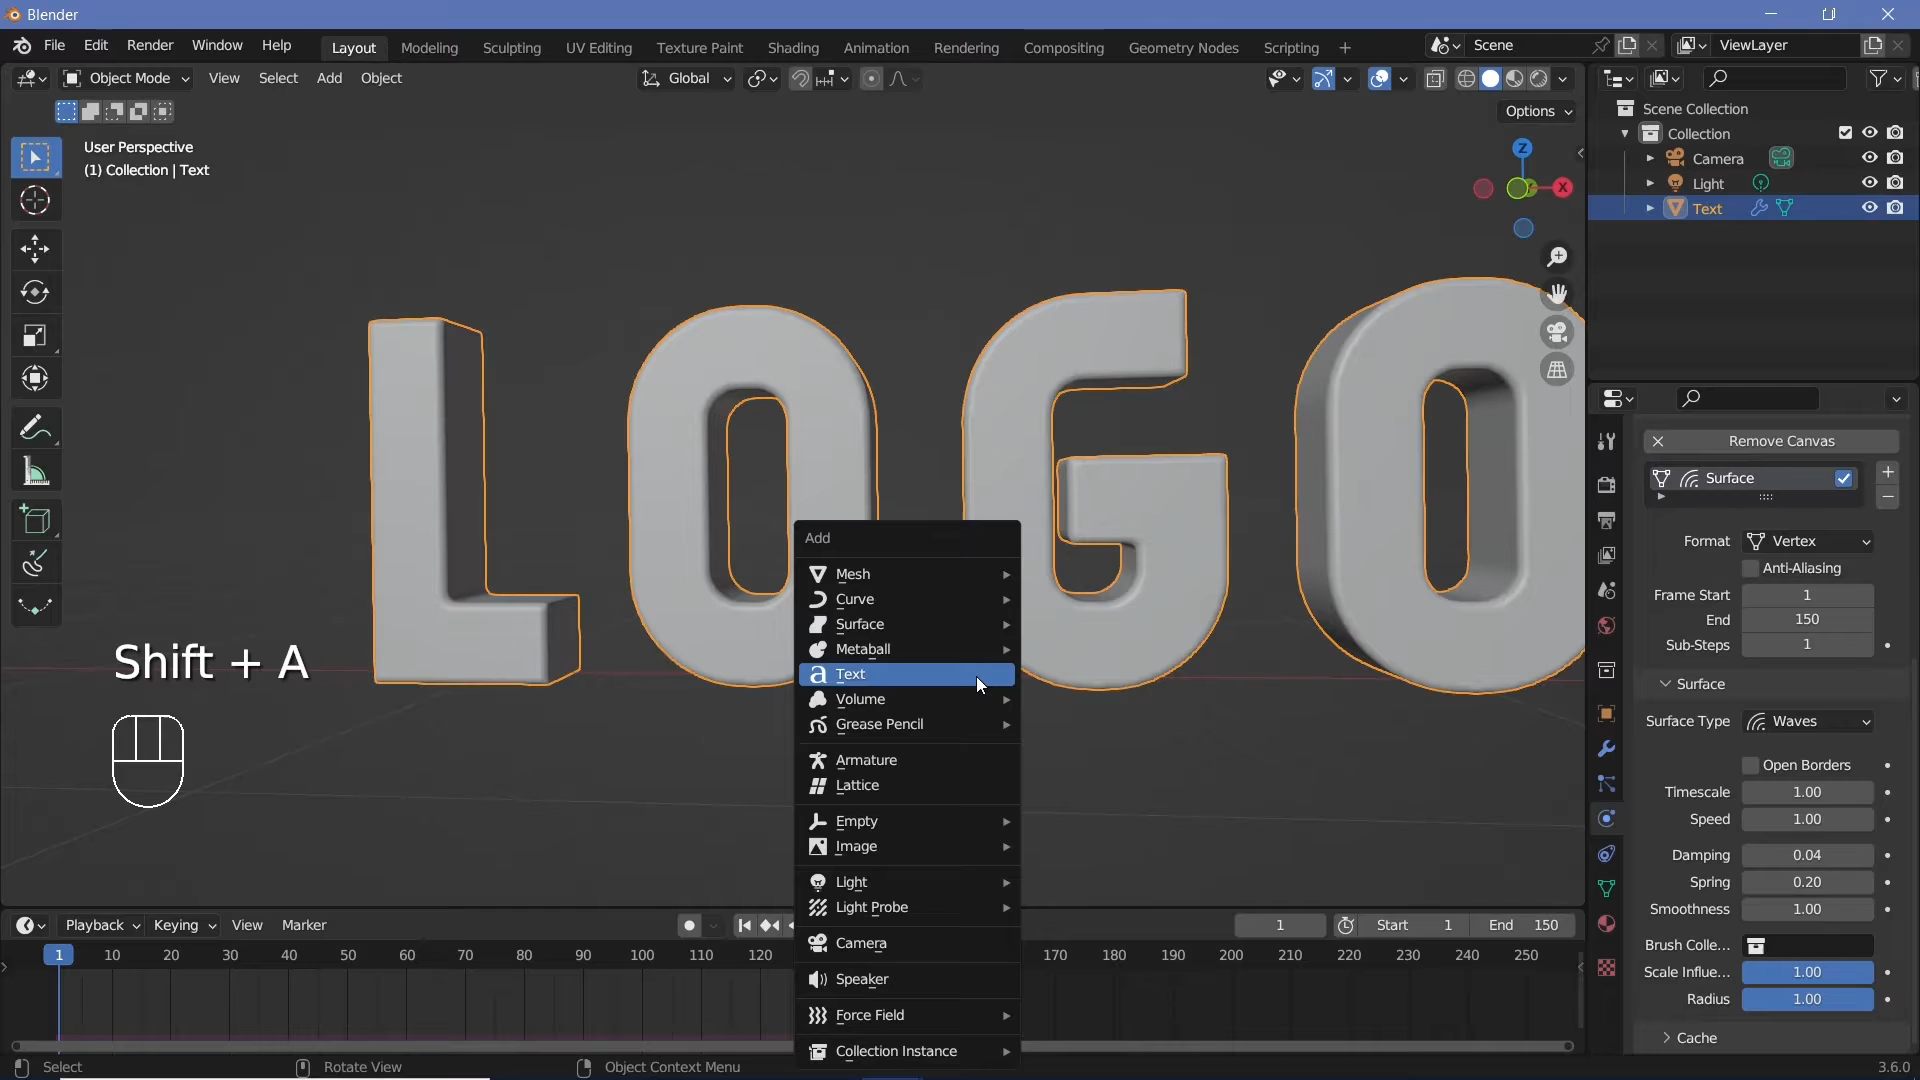 Blender
File Edit Render Window Help
Layout Modeling Sculpting UV Editing Texture Paint Shading Animation Rendering Compositing Geometry Nodes Scripting +
Scene
ViewLayer
Object Mode View Select Add Object
Global
Options
User Perspective
(1) Collection | Text
Z
X
Scene Collection
Collection
Camera
Light
Text
LOGO
Shift + A
Add
Mesh
Curve
Surface
Metaball
Text
Volume
Grease Pencil
Armature
Lattice
Empty
Image
Light
Light Probe
Camera
Speaker
Force Field
Collection Instance
Remove Canvas
Surface
Format Vertex
Anti-Aliasing
Frame Start 1
End 150
Sub-Steps 1
Surface
Surface Type Waves
Open Borders
Timescale 1.00
Speed 1.00
Damping 0.04
Spring 0.20
Smoothness 1.00
Brush Colle...
Scale Influe... 1.00
Radius 1.00
Cache
Playback Keying View Marker
1 Start 1 End 150
1 10 20 30 40 50 60 70 80 90 100 110 120 170 180 190 200 210 220 230 240 250
Select Rotate View Object Context Menu 3.6.0